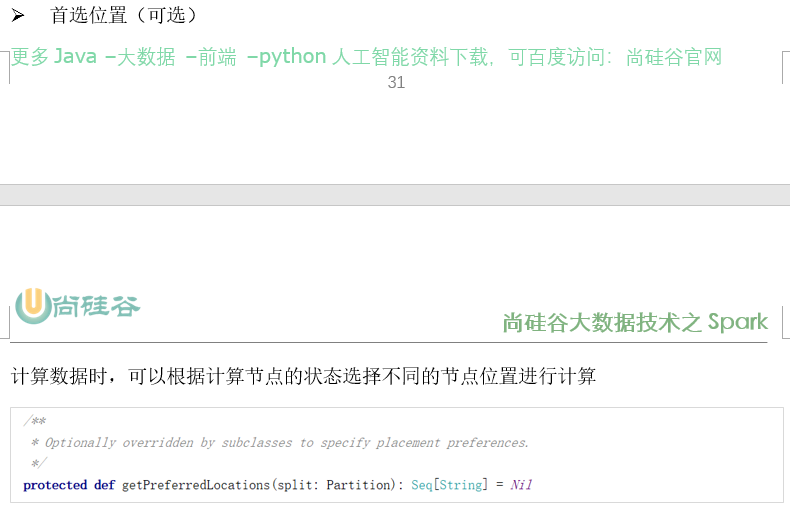 ➢ 首选位置（可选）
更多 Java –大数据 –前端 –python 人工智能资料下载，可百度访问：尚硅谷官网
31
尚硅谷
尚硅谷大数据技术之 Spark
计算数据时，可以根据计算节点的状态选择不同的节点位置进行计算
/**
* Optionally overridden by subclasses to specify placement preferences.
*/
protected def getPreferredLocations(split: Partition): Seq[String] = Nil